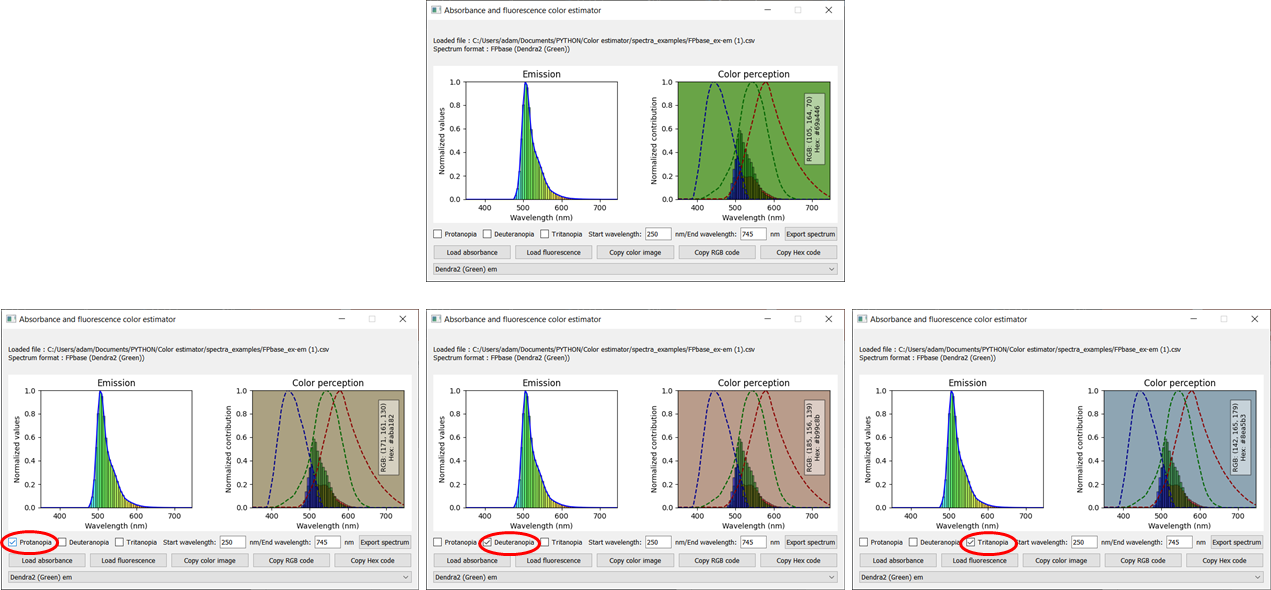 Absorbance and fluorescence color estimator
Loaded file : C:/Users/adam/Documents/PYTHON/Color estimator/spectra_examples/FPbase_ex-em (1).csv
Spectrum format : FPbase (Dendra2 (Green))
Emission
Color perception
Normalized values
1.0
0.8
0.6
0.4
0.2
0.0
400 500 600 700
Wavelength (nm)
Normalized contribution
1.0
0.8
0.6
0.4
0.2
0.0
400 500 600 700
Wavelength (nm)
RGB: (105, 164, 70)
Hex: #69a446
Protanopia Deuteranopia Tritanopia Start wavelength: 250 nm/End wavelength: 745 nm Export spectrum
Load absorbance Load fluorescence Copy color image Copy RGB code Copy Hex code
Dendra2 (Green) em
Absorbance and fluorescence color estimator
Loaded file : C:/Users/adam/Documents/PYTHON/Color estimator/spectra_examples/FPbase_ex-em (1).csv
Spectrum format : FPbase (Dendra2 (Green))
Emission
Color perception
Normalized values
1.0
0.8
0.6
0.4
0.2
0.0
400 500 600 700
Wavelength (nm)
Normalized contribution
1.0
0.8
0.6
0.4
0.2
0.0
400 500 600 700
Wavelength (nm)
RGB: (171, 161, 130)
Hex: #aba182
Protanopia Deuteranopia Tritanopia Start wavelength: 250 nm/End wavelength: 745 nm Export spectrum
Load absorbance Load fluorescence Copy color image Copy RGB code Copy Hex code
Dendra2 (Green) em
Absorbance and fluorescence color estimator
Loaded file : C:/Users/adam/Documents/PYTHON/Color estimator/spectra_examples/FPbase_ex-em (1).csv
Spectrum format : FPbase (Dendra2 (Green))
Emission
Color perception
Normalized values
1.0
0.8
0.6
0.4
0.2
0.0
400 500 600 700
Wavelength (nm)
Normalized contribution
1.0
0.8
0.6
0.4
0.2
0.0
400 500 600 700
Wavelength (nm)
RGB: (185, 156, 139)
Hex: #b99c8b
Protanopia Deuteranopia Tritanopia Start wavelength: 250 nm/End wavelength: 745 nm Export spectrum
Load absorbance Load fluorescence Copy color image Copy RGB code Copy Hex code
Dendra2 (Green) em
Absorbance and fluorescence color estimator
Loaded file : C:/Users/adam/Documents/PYTHON/Color estimator/spectra_examples/FPbase_ex-em (1).csv
Spectrum format : FPbase (Dendra2 (Green))
Emission
Color perception
Normalized values
1.0
0.8
0.6
0.4
0.2
0.0
400 500 600 700
Wavelength (nm)
Normalized contribution
1.0
0.8
0.6
0.4
0.2
0.0
400 500 600 700
Wavelength (nm)
RGB: (142, 165, 179)
Hex: #8ea5b3
Protanopia Deuteranopia Tritanopia Start wavelength: 250 nm/End wavelength: 745 nm Export spectrum
Load absorbance Load fluorescence Copy color image Copy RGB code Copy Hex code
Dendra2 (Green) em